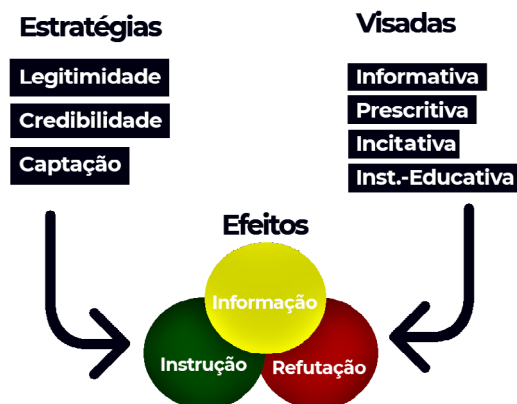 Estratégias
Legitimidade
Credibilidade
Captação
Visadas
Informativa
Prescritiva
Incitativa
Inst.-Educativa
Efeitos
Informação
Instrução
Refutação